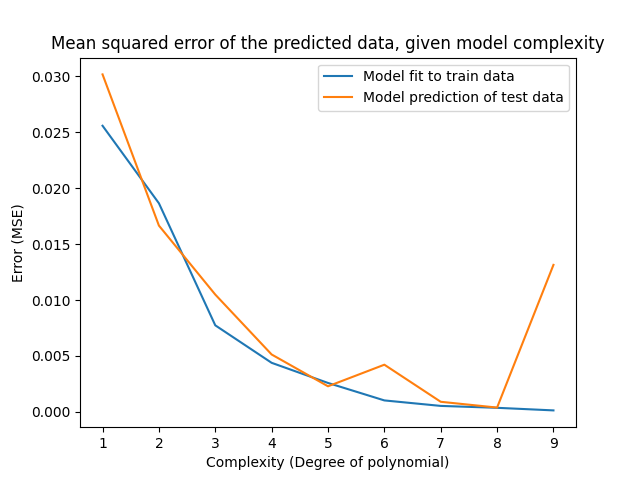 Mean squared error of the predicted data, given model complexity
Model fit to train data
Model prediction of test data
0.030
0.025
0.020
0.015
0.010
0.005
0.000
Error (MSE)
1 2 3 4 5 6 7 8 9
Complexity (Degree of polynomial)